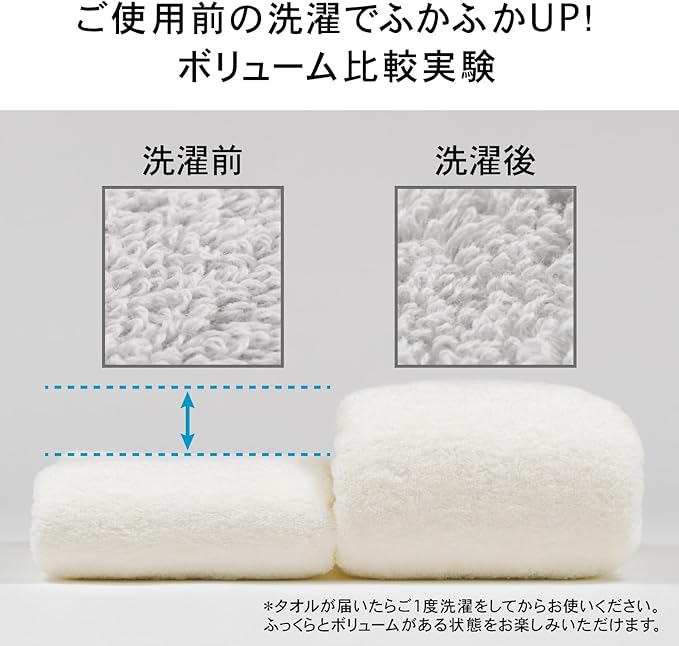 ご使用前の洗濯でふかふかUP!
ボリューム比較実験
洗濯前
洗濯後
*タオルが届いたらご1度洗濯をしてからお使いください。
ふっくらとボリュームがある状態をお楽しみいただけます。